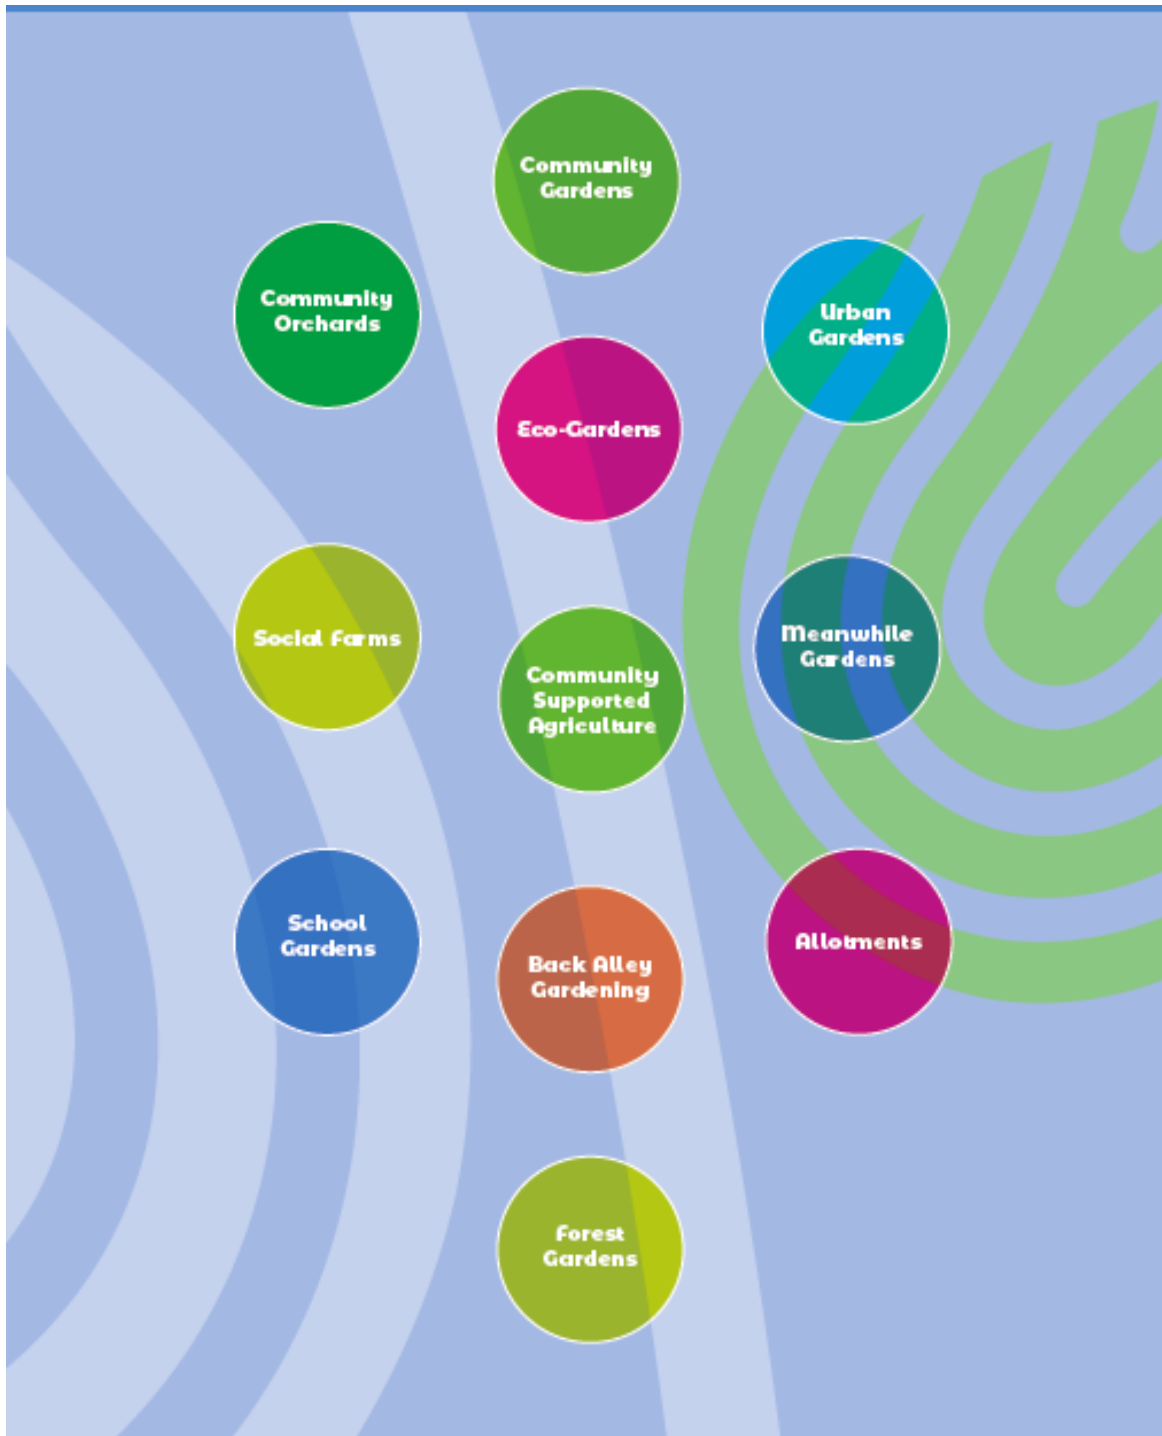 Community
Gardens
Community
Orchards
Urban
Gardens
Eco-Gardens
Social Farms
Meanwhile
Gardens
Community
Supported
Agriculture
School
Gardens
Back Alley
Gardening
Allotments
Forest
Gardens